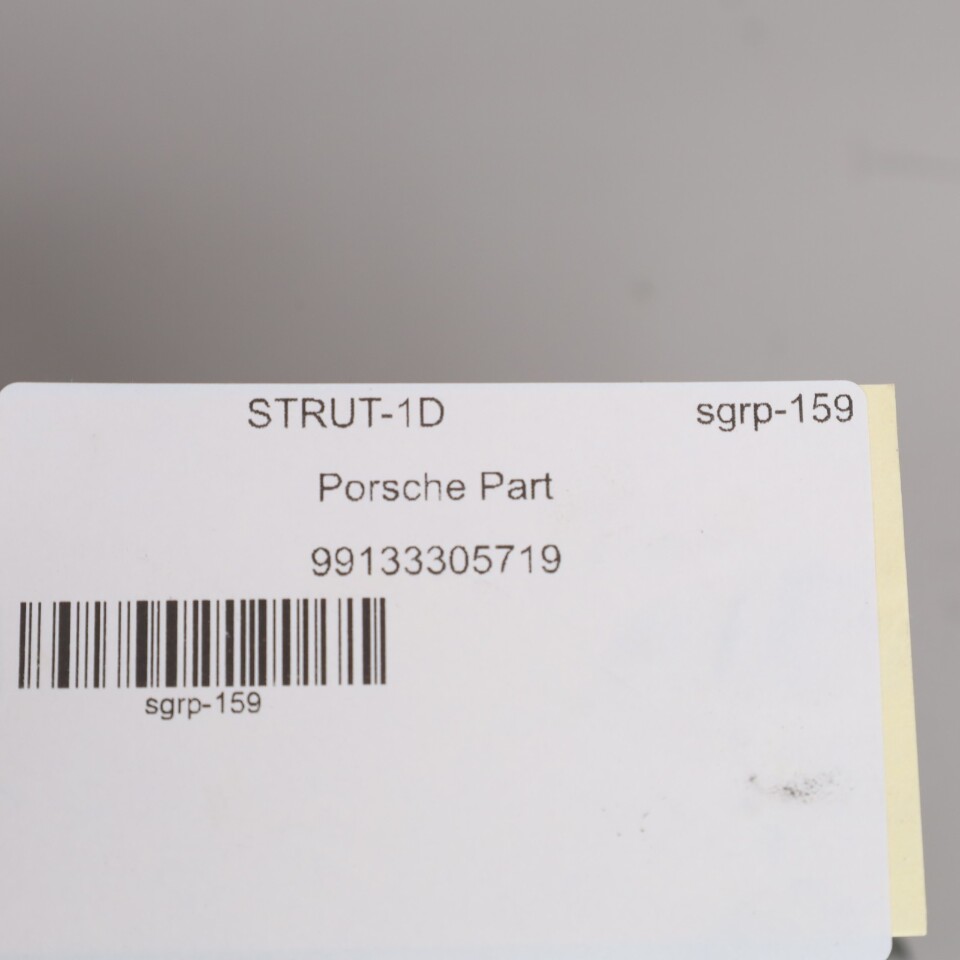 STRUT-1D sgrp-159
Porsche Part
99133305719
sgrp-159